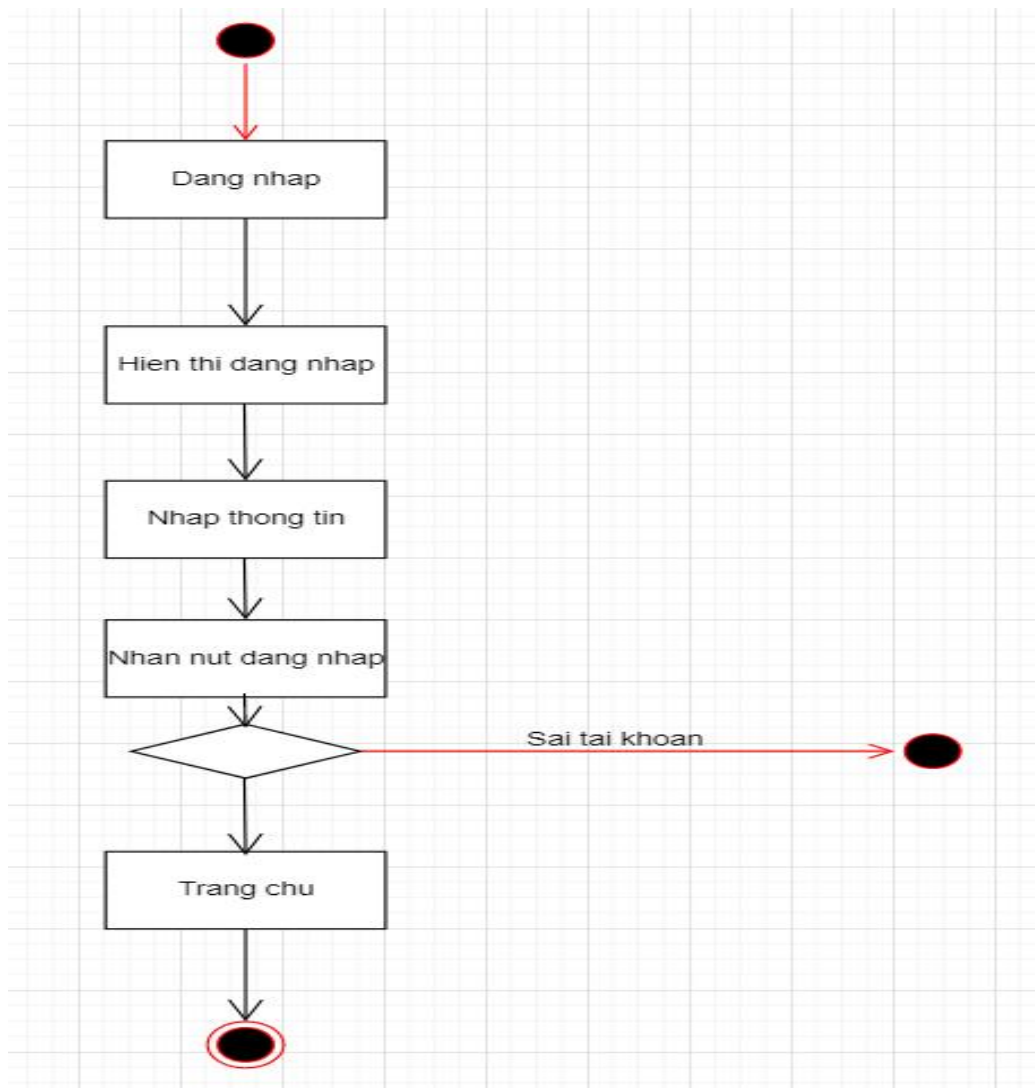 Dang nhap
Hien thi dang nhap
Nhap thong tin
Nhan nut dang nhap
Sai tai khoan
Trang chu